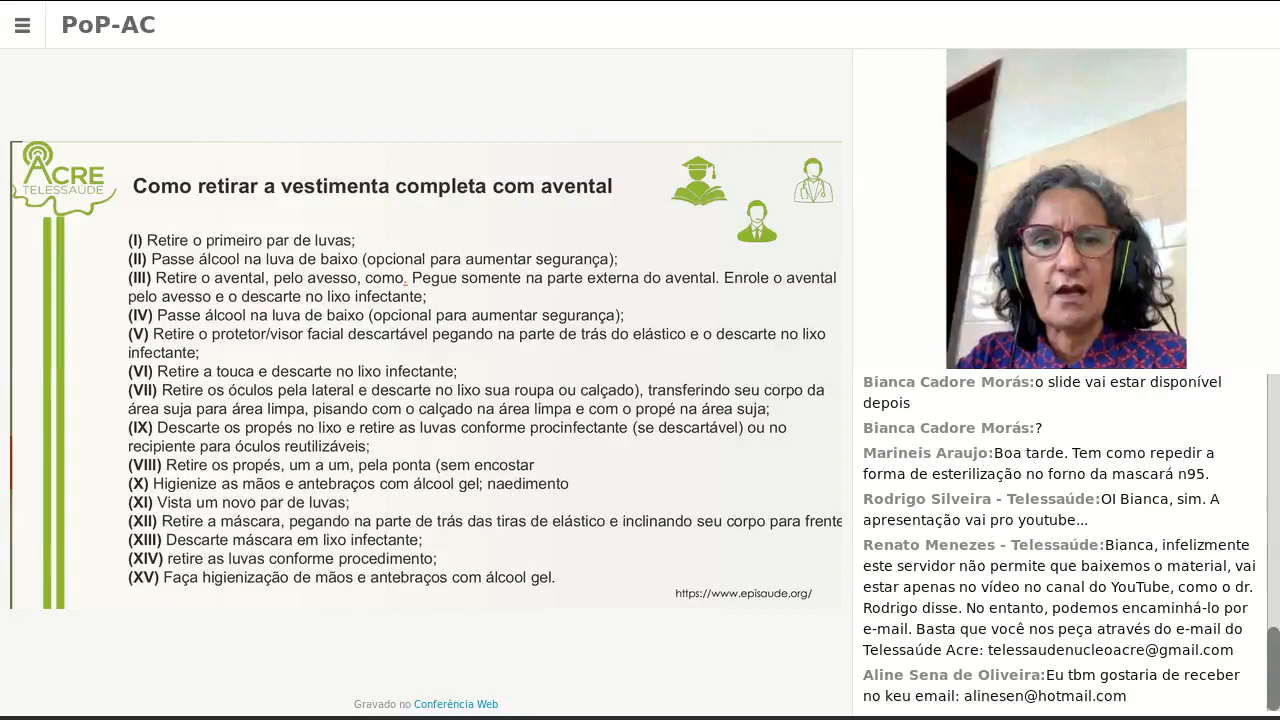 PoP-AC
ACRE
TELESSAÚDE
Como retirar a vestimenta completa com avental
(I) Retire o primeiro par de luvas;
(II) Passe álcool na luva de baixo (opcional para aumentar segurança);
(III) Retire o avental, pelo avesso, como. Pegue somente na parte externa do avental. Enrole o avental
pelo avesso e o descarte no lixo infectante;
(IV) Passe álcool na luva de baixo (opcional para aumentar segurança);
(V) Retire o protetor/visor facial descartável pegando na parte de trás do elástico e o descarte no lixo
infectante;
(VI) Retire a touca e descarte no lixo infectante;
(VII) Retire os óculos pela lateral e descarte no lixo sua roupa ou calçado), transferindo seu corpo da
área suja para área limpa, pisando com o calçado na área limpa e com o propé na área suja;
(IX) Descarte os propés no lixo e retire as luvas conforme procinfectante (se descartável) ou no
recipiente para óculos reutilizáveis;
(VIII) Retire os propés, um a um, pela ponta (sem encostar
(X) Higienize as mãos e antebraços com álcool gel; naedimento
(XI) Vista um novo par de luvas;
(XII) Retire a máscara, pegando na parte de trás das tiras de elástico e inclinando seu corpo para frente
(XIII) Descarte máscara em lixo infectante;
(XIV) retire as luvas conforme procedimento;
(XV) Faça higienização de mãos e antebraços com álcool gel.
https://www.episaude.org/
Gravado no Conferência Web
Bianca Cadore Morás:o slide vai estar disponível
depois
Bianca Cadore Morás:?
Marineis Araujo:Boa tarde. Tem como repedir a
forma de esterilização no forno da mascará n95.
Rodrigo Silveira - Telessaúde:OI Bianca, sim. A
apresentação vai pro youtube...
Renato Menezes - Telessaúde:Bianca, infelizmente
este servidor não permite que baixemos o material, vai
estar apenas no vídeo no canal do YouTube, como o dr.
Rodrigo disse. No entanto, podemos encaminhá-lo por
e-mail. Basta que você nos peça através do e-mail do
Telessaúde Acre: telessaudenucleoacre@gmail.com
Aline Sena de Oliveira:Eu tbm gostaria de receber
no keu email: alinesen@hotmail.com